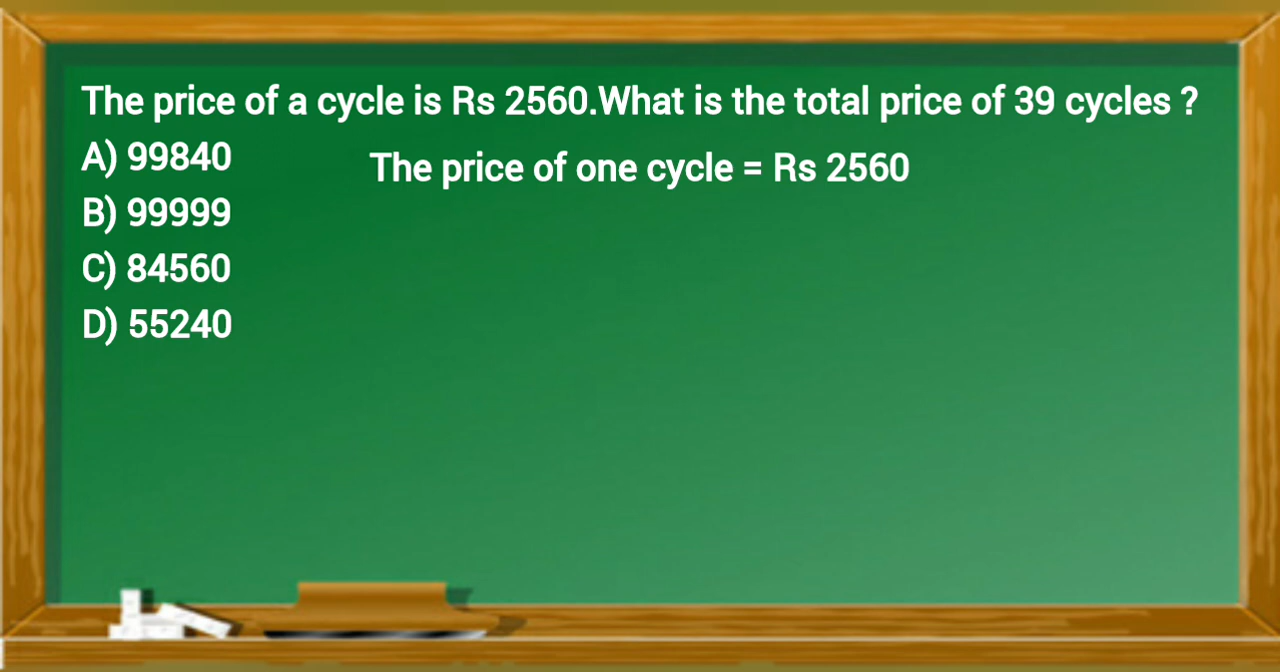 The price of a cycle is Rs 2560.What is the total price of 39 cycles ?
A) 99840
The price of one cycle = Rs 2560
B) 99999
C) 84560
D) 55240